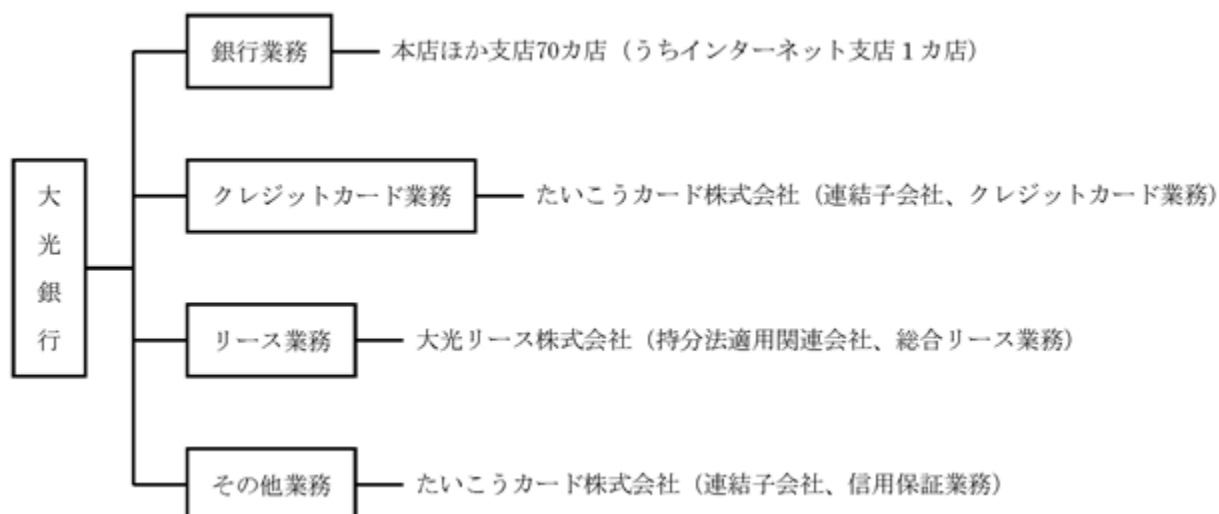 銀行業務
本店ほか支店70カ店（うちインターネット支店１カ店）
クレジットカード業務
たいこうカード株式会社（連結子会社、クレジットカード業務）
大光銀行
リース業務
大光リース株式会社（持分法適用関連会社、総合リース業務）
その他業務
たいこうカード株式会社（連結子会社、信用保証業務）